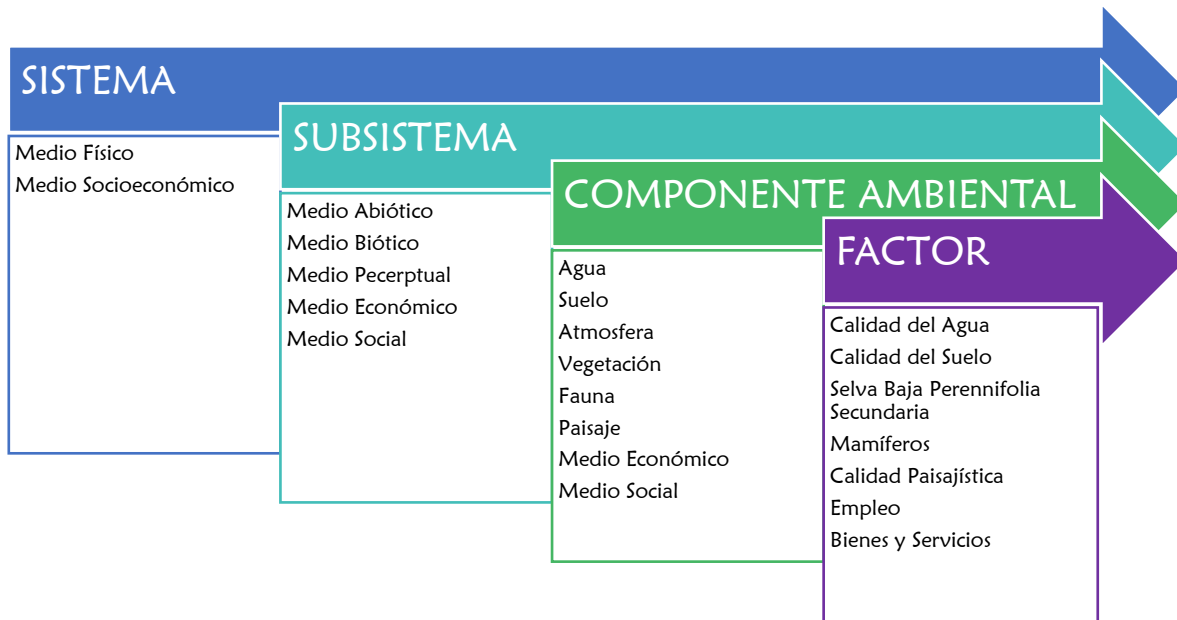 SISTEMA
Medio Físico
Medio Socioeconómico
SUBSISTEMA
Medio Abiótico
Medio Biótico
Medio Pecerptual
Medio Económico
Medio Social
COMPONENTE AMBIENTAL
Agua
Suelo
Atmosfera
Vegetación
Fauna
Paisaje
Medio Económico
Medio Social
FACTOR
Calidad del Agua
Calidad del Suelo
Selva Baja Perennifolia
Secundaria
Mamíferos
Calidad Paisajística
Empleo
Bienes y Servicios